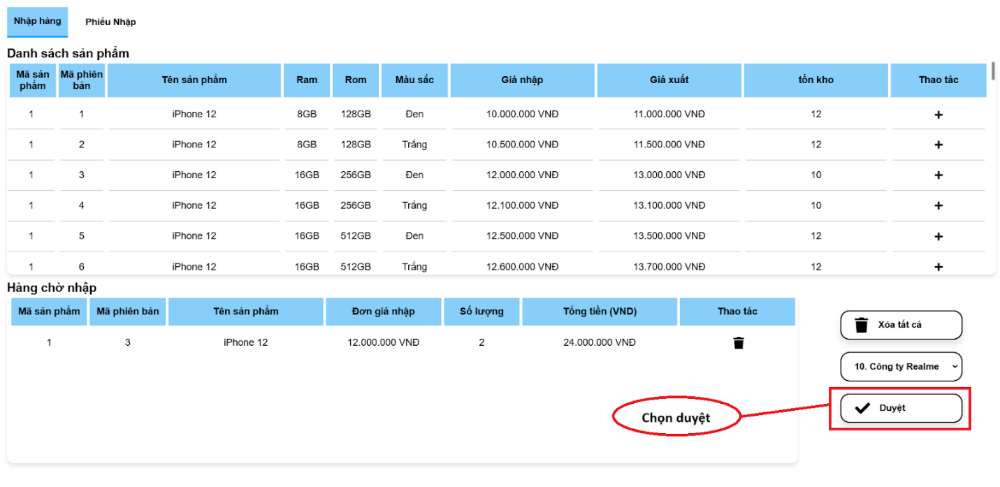 Nhập hàng Phiếu Nhập
Danh sách sản phẩm
Mã sản phẩm Mã phiên bản Tên sản phẩm Ram Rom Màu sắc Giá nhập Giá xuất tồn kho Thao tác
1 1 iPhone 12 8GB 128GB Đen 10.000.000 VNĐ 11.000.000 VNĐ 12 +
1 2 iPhone 12 8GB 128GB Trắng 10.500.000 VNĐ 11.500.000 VNĐ 12 +
1 3 iPhone 12 16GB 256GB Đen 12.000.000 VNĐ 13.000.000 VNĐ 10 +
1 4 iPhone 12 16GB 256GB Trắng 12.100.000 VNĐ 13.100.000 VNĐ 10 +
1 5 iPhone 12 16GB 512GB Đen 12.500.000 VNĐ 13.500.000 VNĐ 12 +
1 6 iPhone 12 16GB 512GB Trắng 12.600.000 VNĐ 13.700.000 VNĐ 12 +
Hàng chờ nhập
Mã sản phẩm Mã phiên bản Tên sản phẩm Đơn giá nhập Số lượng Tổng tiền (VND) Thao tác
1 3 iPhone 12 12.000.000 VNĐ 2 24.000.000 VNĐ
Xóa tất cả
10. Công ty Realme
Duyệt
Chọn duyệt